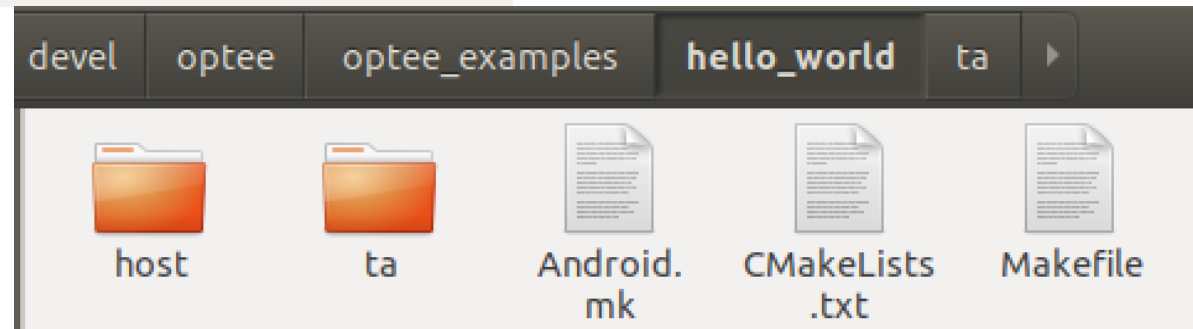 devel optee optee_examples hello_world ta
host ta Android. CMakeLists Makefile
mk .txt